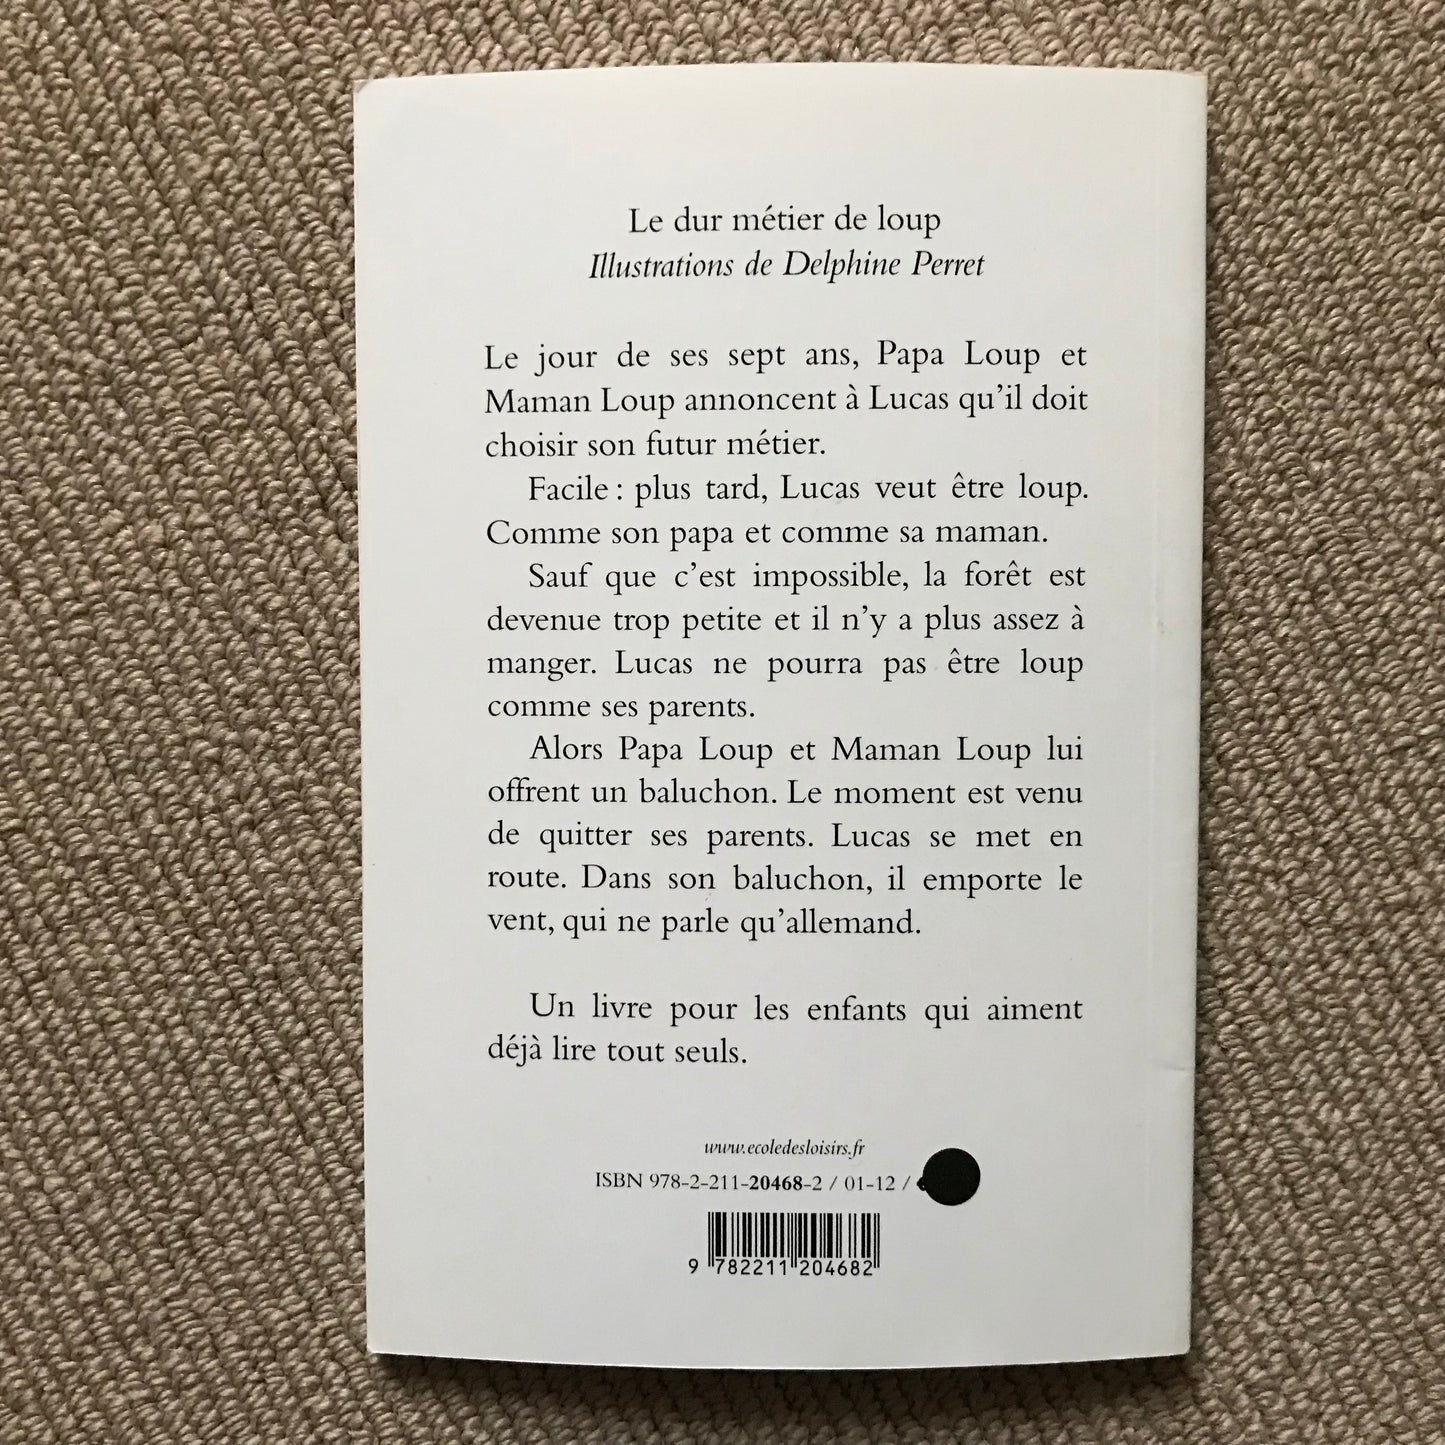 Le dur métier de loup
Illustrations de Delphine Perret
Le jour de ses sept ans, Papa Loup et
Maman Loup annoncent à Lucas qu'il doit
choisir son futur métier.
Facile : plus tard, Lucas veut être loup.
Comme son papa et comme sa maman.
Sauf que c'est impossible, la forêt est
devenue trop petite et il n'y a plus assez à
manger. Lucas ne pourra pas être loup
comme ses parents.
Alors Papa Loup et Maman Loup lui
offrent un baluchon. Le moment est venu
de quitter ses parents. Lucas se met en
route. Dans son baluchon, il emporte le
vent, qui ne parle qu'allemand.
Un livre pour les enfants qui aiment
déjà lire tout seuls.
www.ecoledesloisirs.fr
ISBN 978-2-211-20468-2 / 01-12 /
9 782211 204682